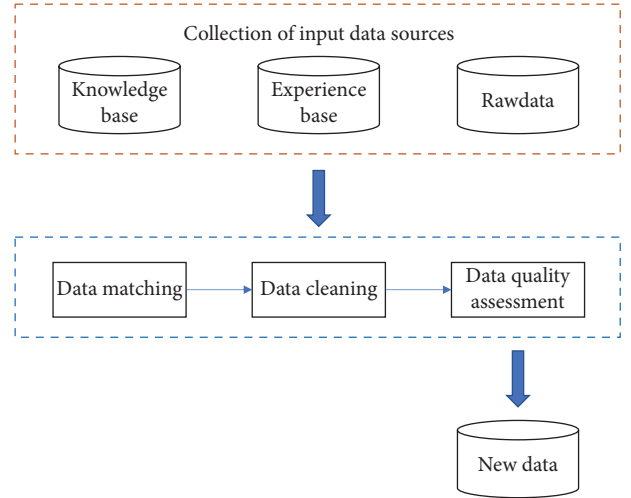 Collection of input data sources
Knowledge
base
Experience
base
Rawdata
Data matching
Data cleaning
Data quality
assessment
New data